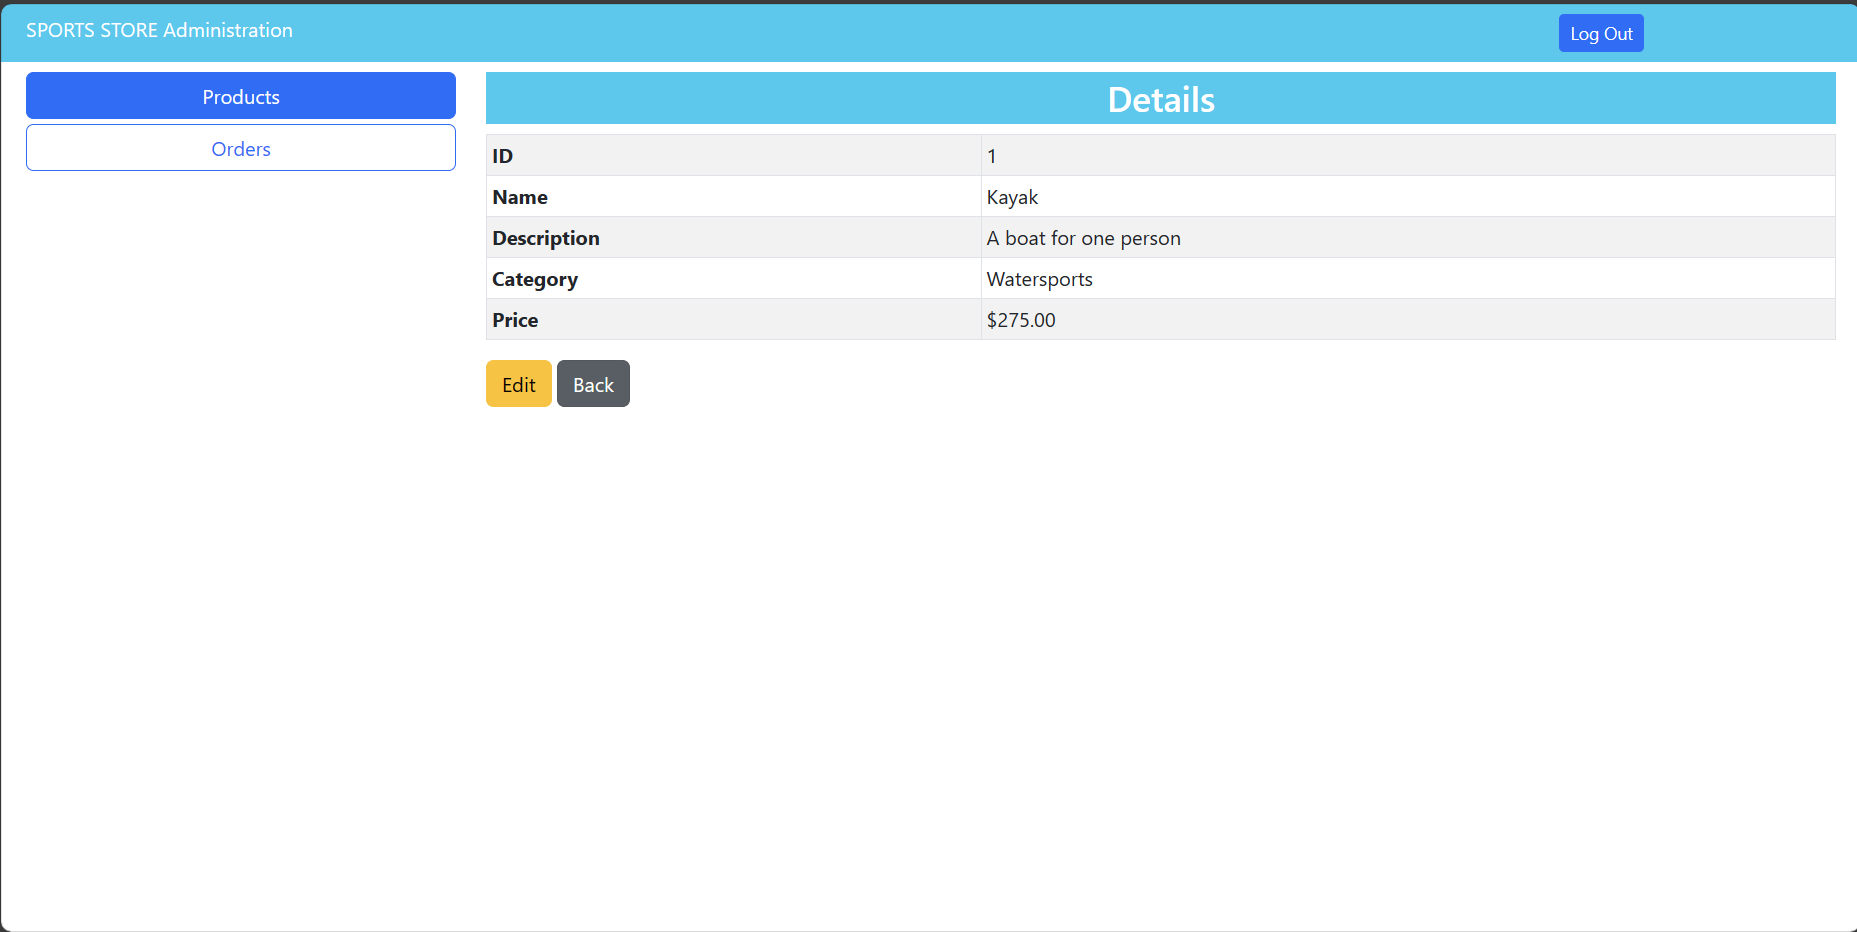 SPORTS STORE Administration
Log Out
Products
Orders
Details
ID 1
Name Kayak
Description A boat for one person
Category Watersports
Price $275.00
Edit Back